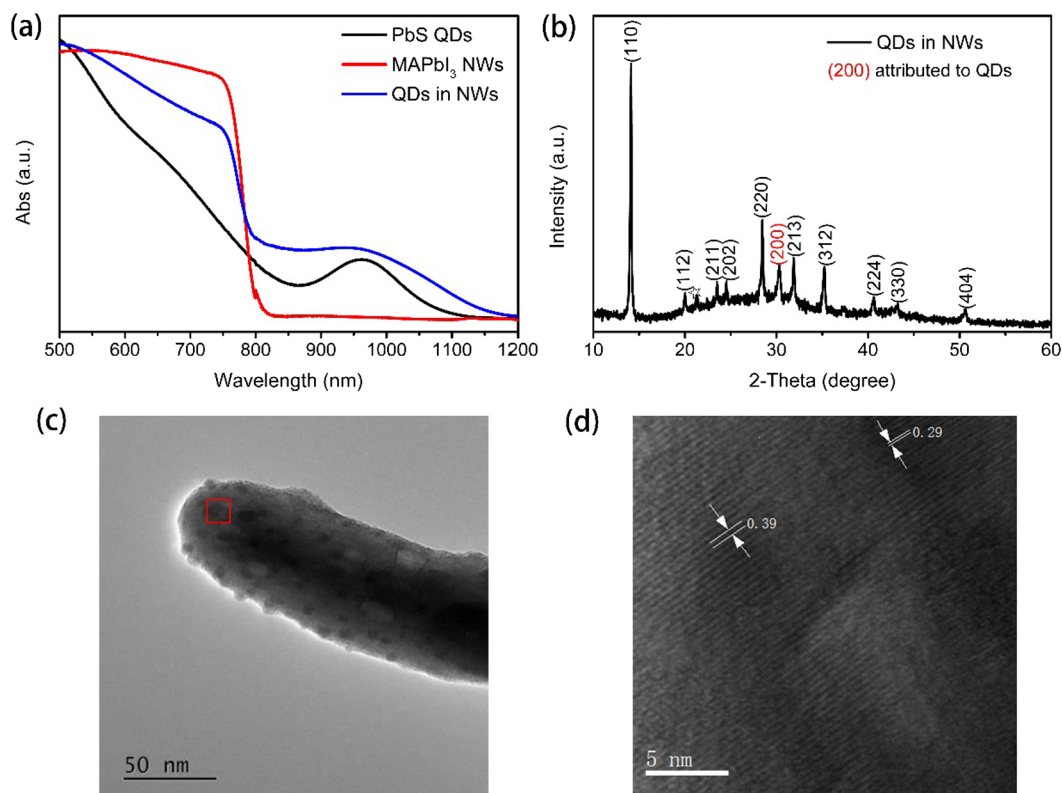 (a)
PbS QDs
MAPbI₃ NWs
QDs in NWs
Abs (a.u.)
500 600 700 800 900 1000 1100 1200
Wavelength (nm)
(b)
QDs in NWs
(200) attributed to QDs
(110)
(112)
☆
(211)
(202)
(220)
(200)
(213)
(312)
(224)
(330)
(404)
Intensity (a.u.)
10 20 30 40 50 60
2-Theta (degree)
(c)
50 nm
(d)
0.29
0.39
5 nm